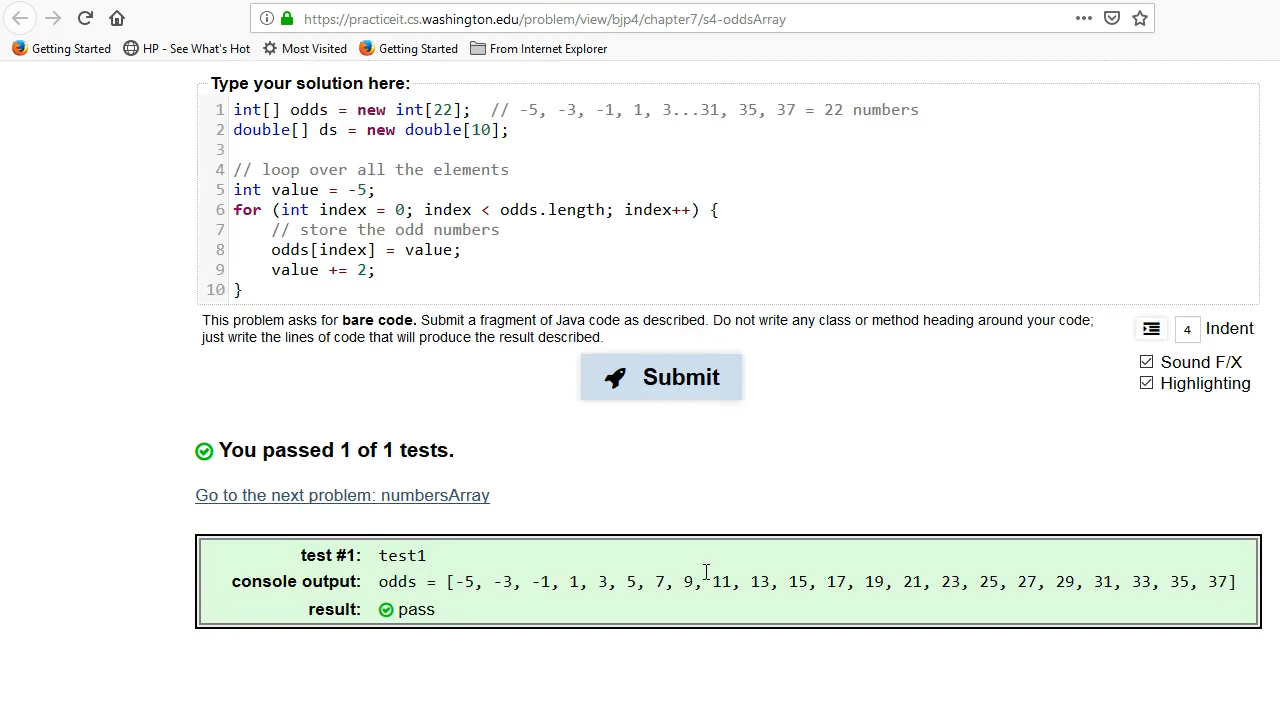 https://practiceit.cs.washington.edu/problem/view/bjp4/chapter7/s4-oddsArray
Getting Started HP - See What's Hot Most Visited Getting Started From Internet Explorer
Type your solution here:
1 int[] odds = new int[22];  // -5, -3, -1, 1, 3...31, 35, 37 = 22 numbers
2 double[] ds = new double[10];
3
4 // loop over all the elements
5 int value = -5;
6 for (int index = 0; index < odds.length; index++) {
7     // store the odd numbers
8     odds[index] = value;
9     value += 2;
10 }
This problem asks for bare code. Submit a fragment of Java code as described. Do not write any class or method heading around your code;
just write the lines of code that will produce the result described.
4 Indent
Sound F/X
Highlighting
Submit
You passed 1 of 1 tests.
Go to the next problem: numbersArray
test #1: test1
console output: odds = [-5, -3, -1, 1, 3, 5, 7, 9, 11, 13, 15, 17, 19, 21, 23, 25, 27, 29, 31, 33, 35, 37]
result: pass